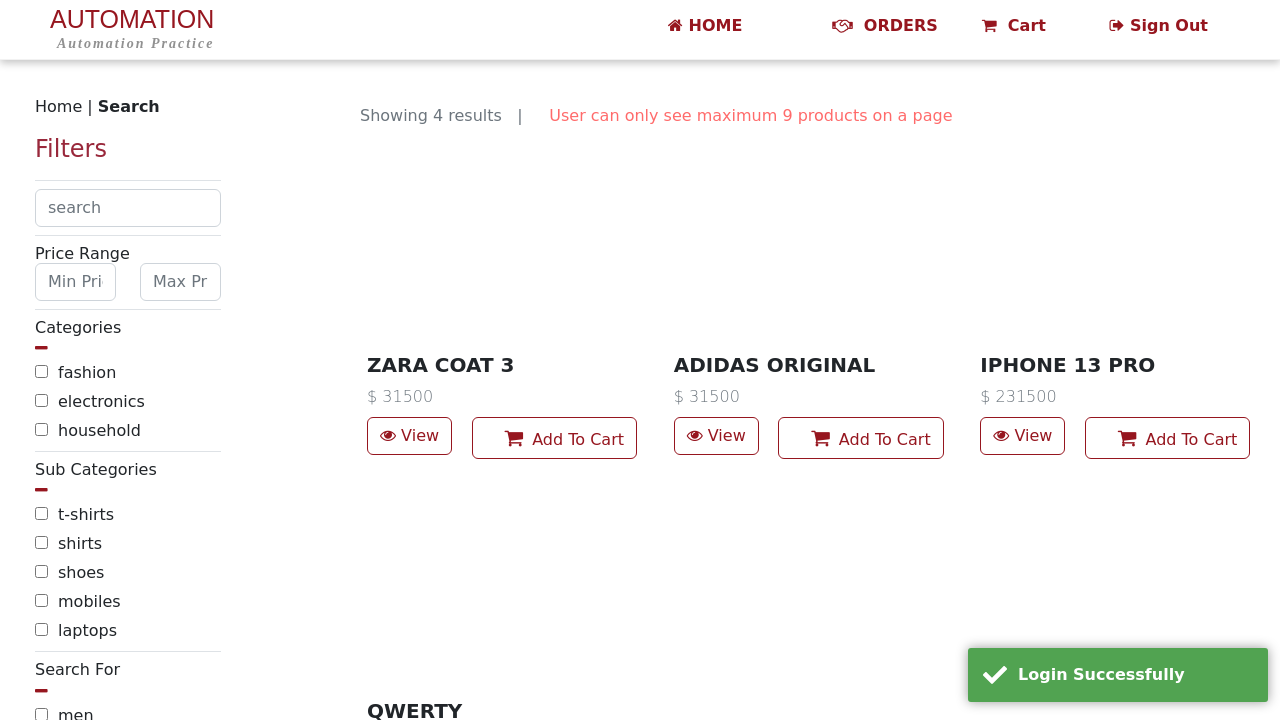 AUTOMATION
Automation Practice
HOME
ORDERS
Cart
Sign Out
Home | Search
Showing 4 results |
User can only see maximum 9 products on a page
Filters
search
Price Range
Min Pri
Max Pr
Categories
fashion
electronics
household
Sub Categories
t-shirts
shirts
shoes
mobiles
laptops
Search For
men
ZARA COAT 3
$ 31500
View
Add To Cart
ADIDAS ORIGINAL
$ 31500
View
Add To Cart
IPHONE 13 PRO
$ 231500
View
Add To Cart
QWERTY
Login Successfully